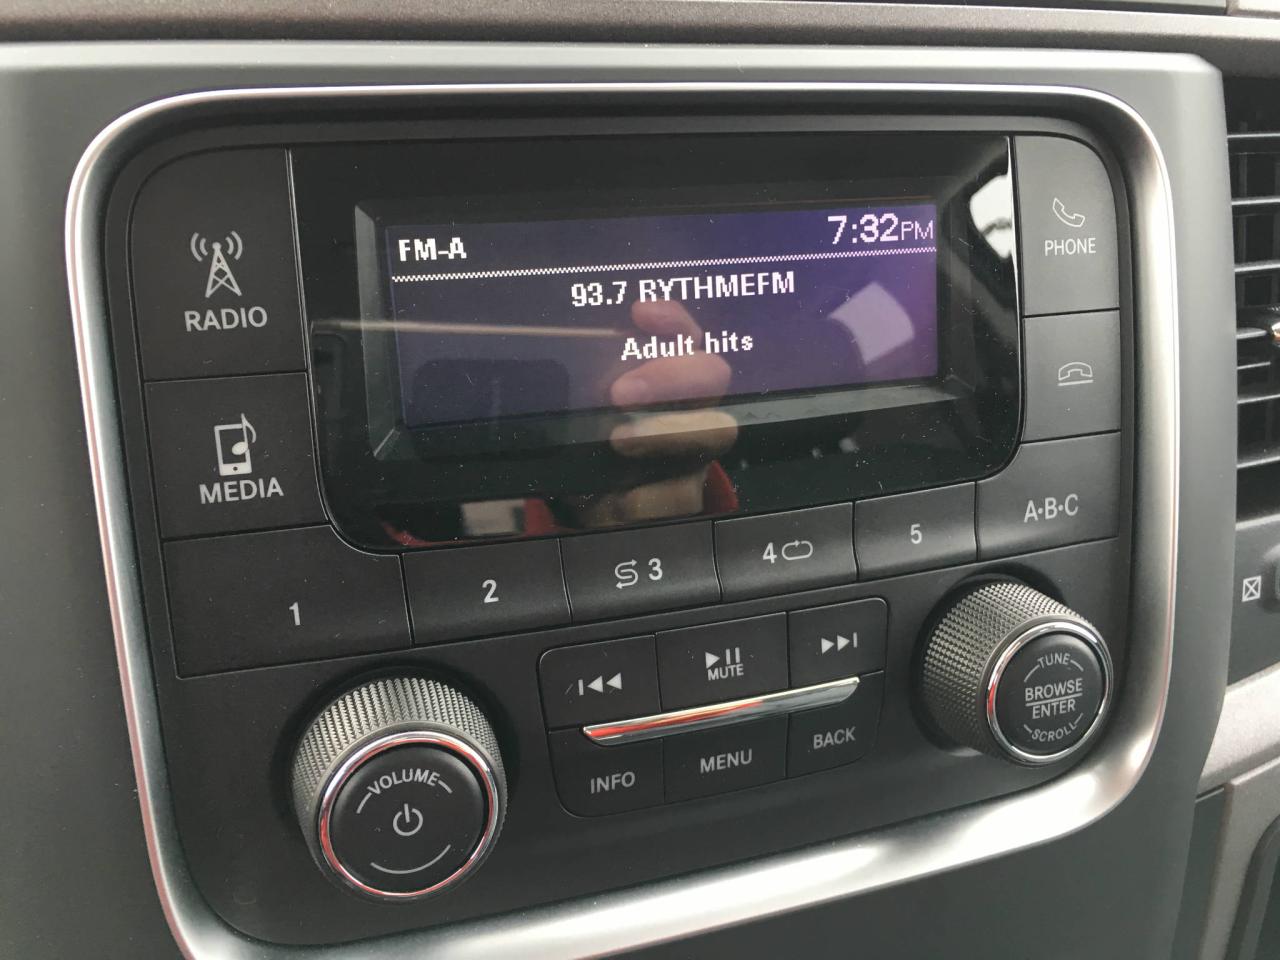 FM-A
7:32PM
93.7 RYTHMEFM
Adult hits
RADIO
MEDIA
PHONE
A·B·C
1
2
3
4
5
MUTE
INFO
MENU
BACK
VOLUME
TUNE
BROWSE
ENTER
SCROLL